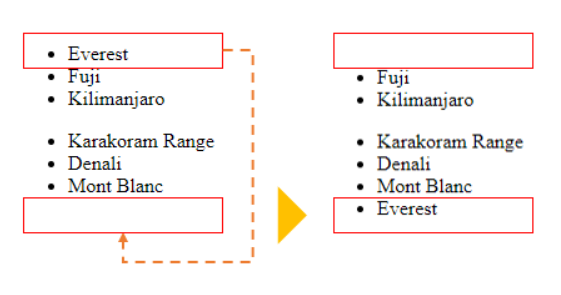 • Everest
• Fuji
• Kilimanjaro
• Karakoram Range
• Denali
• Mont Blanc
• Fuji
• Kilimanjaro
• Karakoram Range
• Denali
• Mont Blanc
• Everest